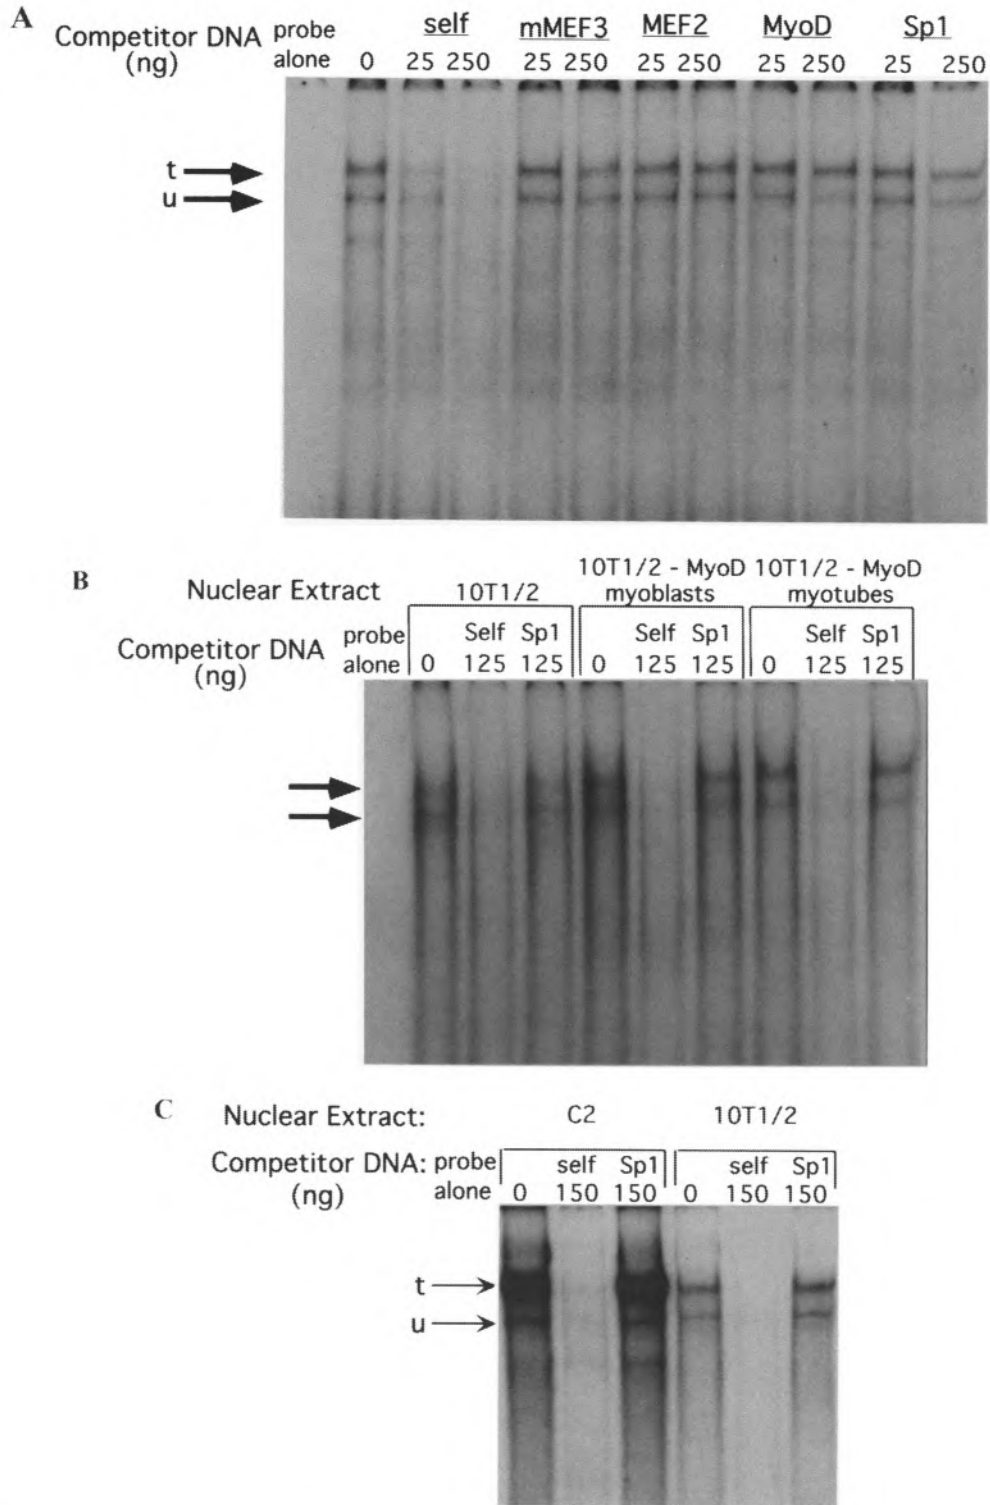 A
Competitor DNA (ng)
probe alone
self mMEF3 MEF2 MyoD Sp1
0 25 250 25 250 25 250 25 250 25 250
t
u
B
Nuclear Extract
10T1/2
10T1/2 - MyoD myoblasts
10T1/2 - MyoD myotubes
Competitor DNA (ng)
probe alone
Self Sp1 Self Sp1 Self Sp1
0 125 125 0 125 125 0 125 125
C
Nuclear Extract: C2 10T1/2
Competitor DNA: (ng)
probe alone
self Sp1 self Sp1
0 150 150 0 150 150
t
u